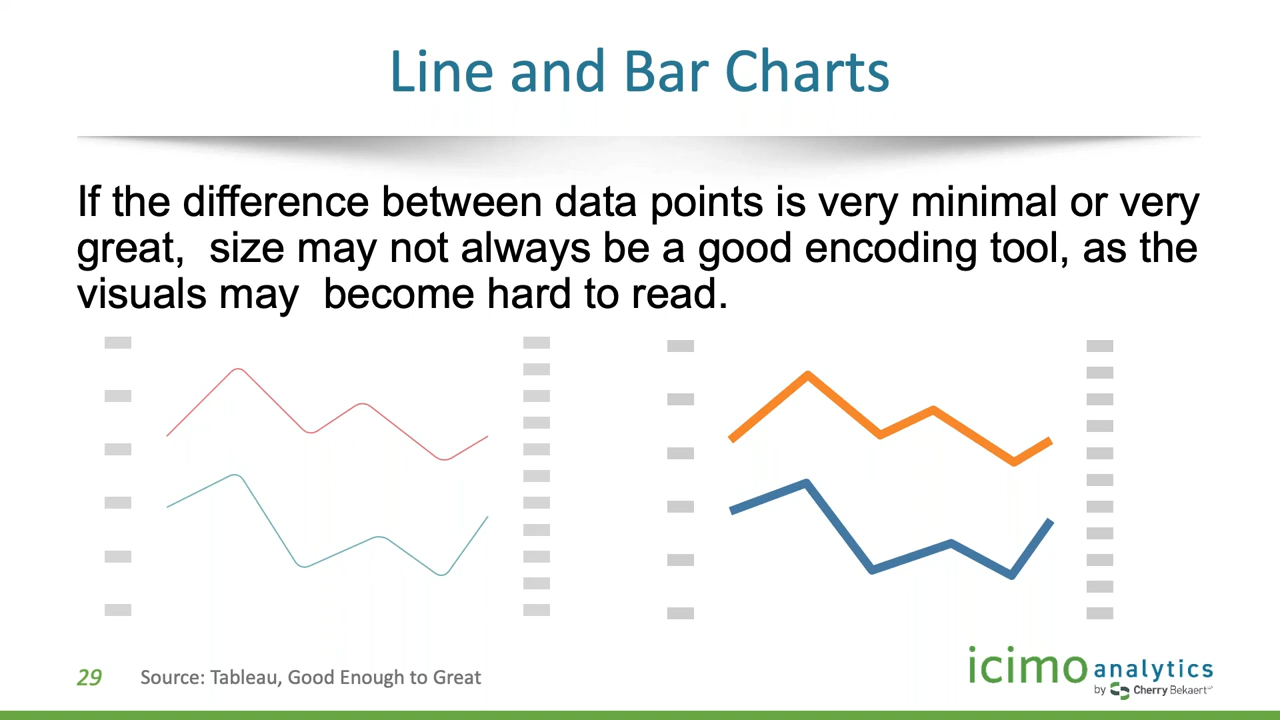 Line and Bar Charts
If the difference between data points is very minimal or very
great,  size may not always be a good encoding tool, as the
visuals may  become hard to read.
29
Source: Tableau, Good Enough to Great
icimo analytics
by Cherry Bekaert